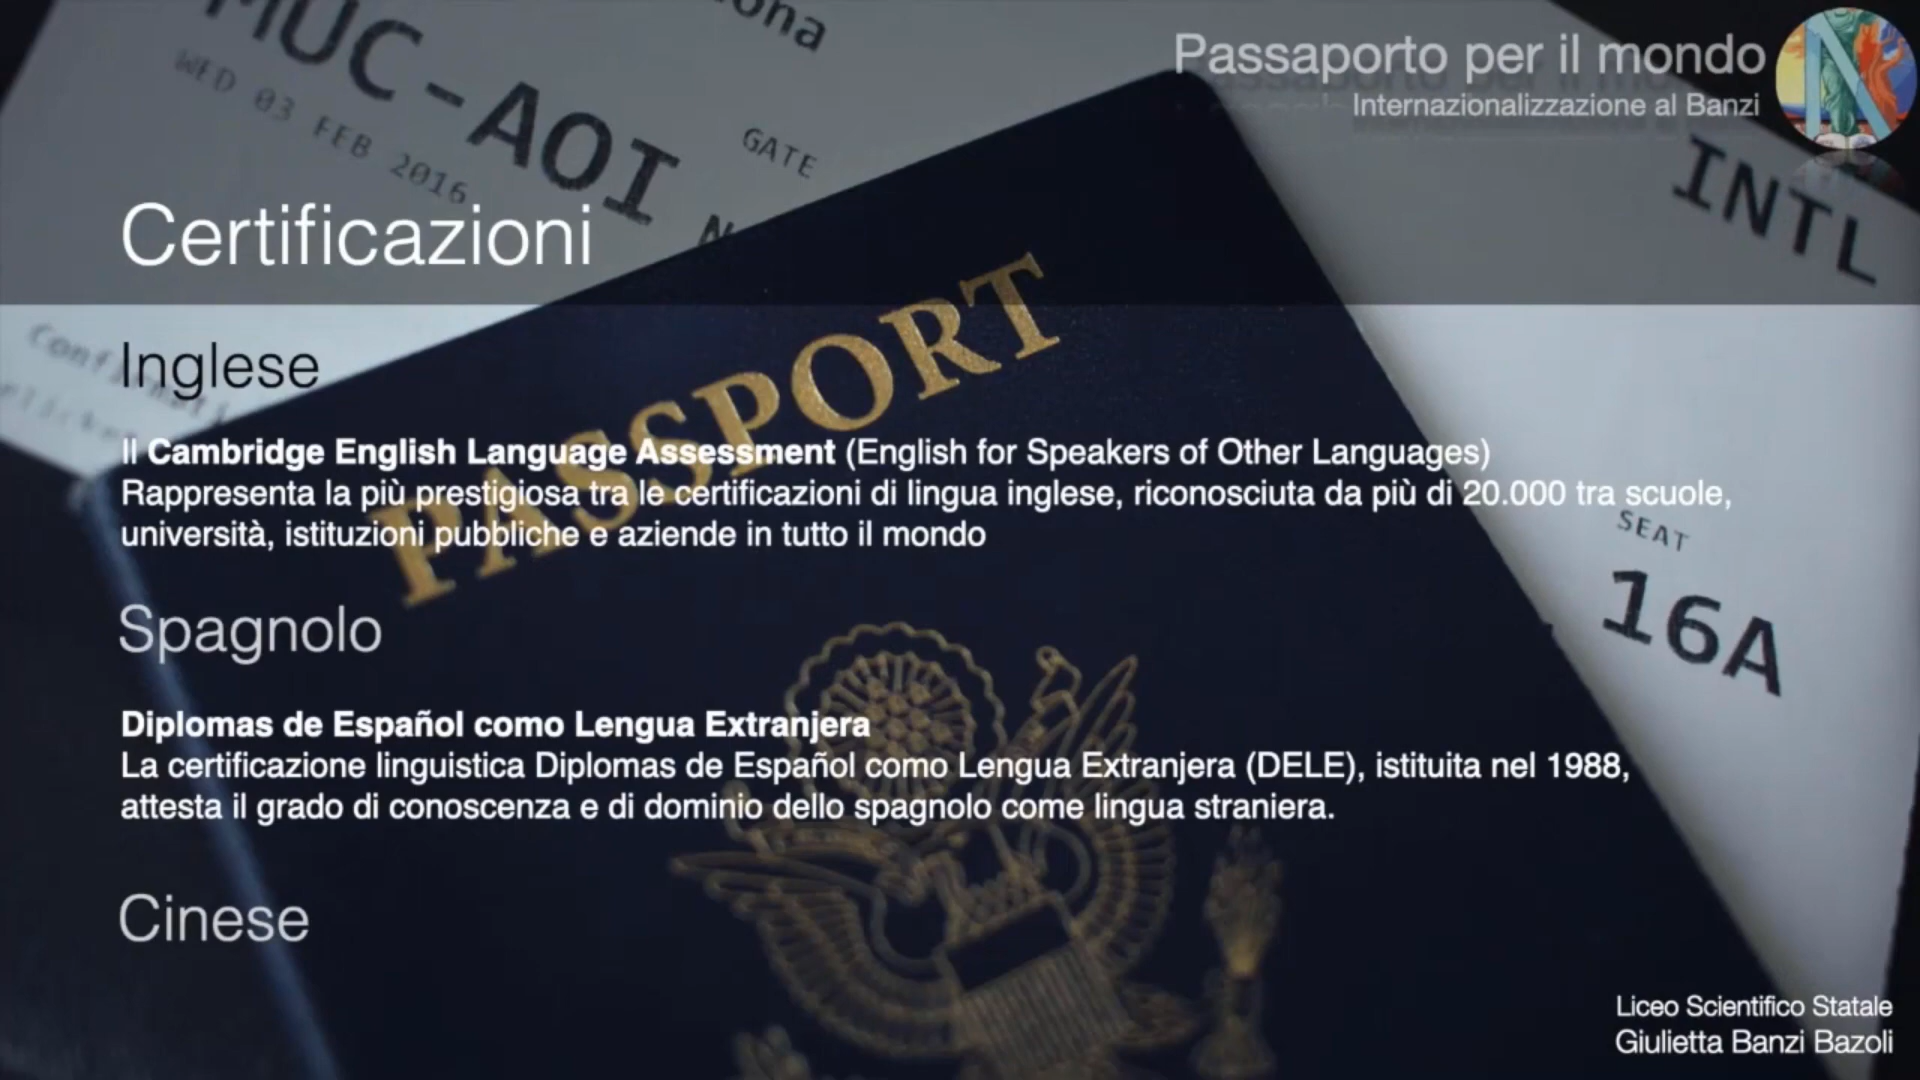 ona
MUC-AOI
WED 03 FEB 2016
GATE
Passaporto per il mondo
Internazionalizzazione al Banzi
INTL
Certificazioni
Inglese
Il Cambridge English Language Assessment (English for Speakers of Other Languages)
Rappresenta la più prestigiosa tra le certificazioni di lingua inglese, riconosciuta da più di 20.000 tra scuole,
università, istituzioni pubbliche e aziende in tutto il mondo
PASSPORT
SEAT
16A
Spagnolo
Diplomas de Español como Lengua Extranjera
La certificazione linguistica Diplomas de Español como Lengua Extranjera (DELE), istituita nel 1988,
attesta il grado di conoscenza e di dominio dello spagnolo come lingua straniera.
Cinese
Liceo Scientifico Statale
Giulietta Banzi Bazoli